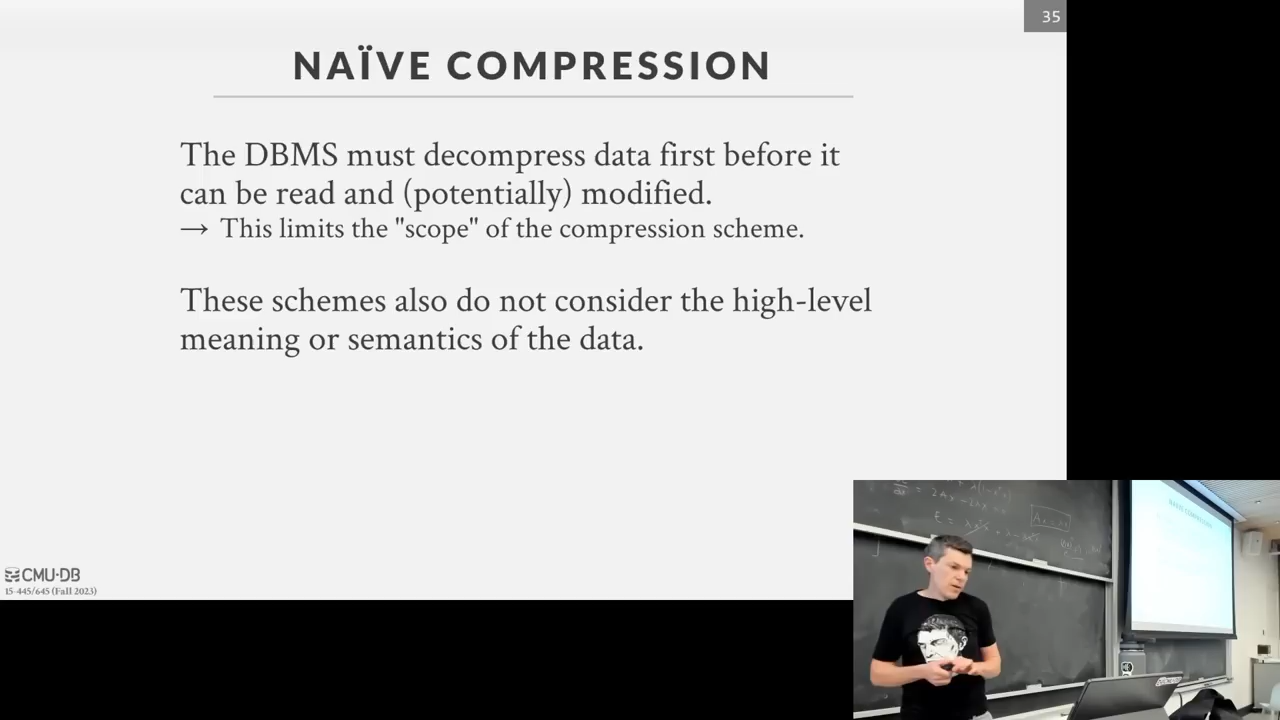 35
NAÏVE COMPRESSION
The DBMS must decompress data first before it
can be read and (potentially) modified.
→ This limits the "scope" of the compression scheme.
These schemes also do not consider the high-level
meaning or semantics of the data.
CMU·DB
15-445/645 (Fall 2023)
NAÏVE COMPRESSION